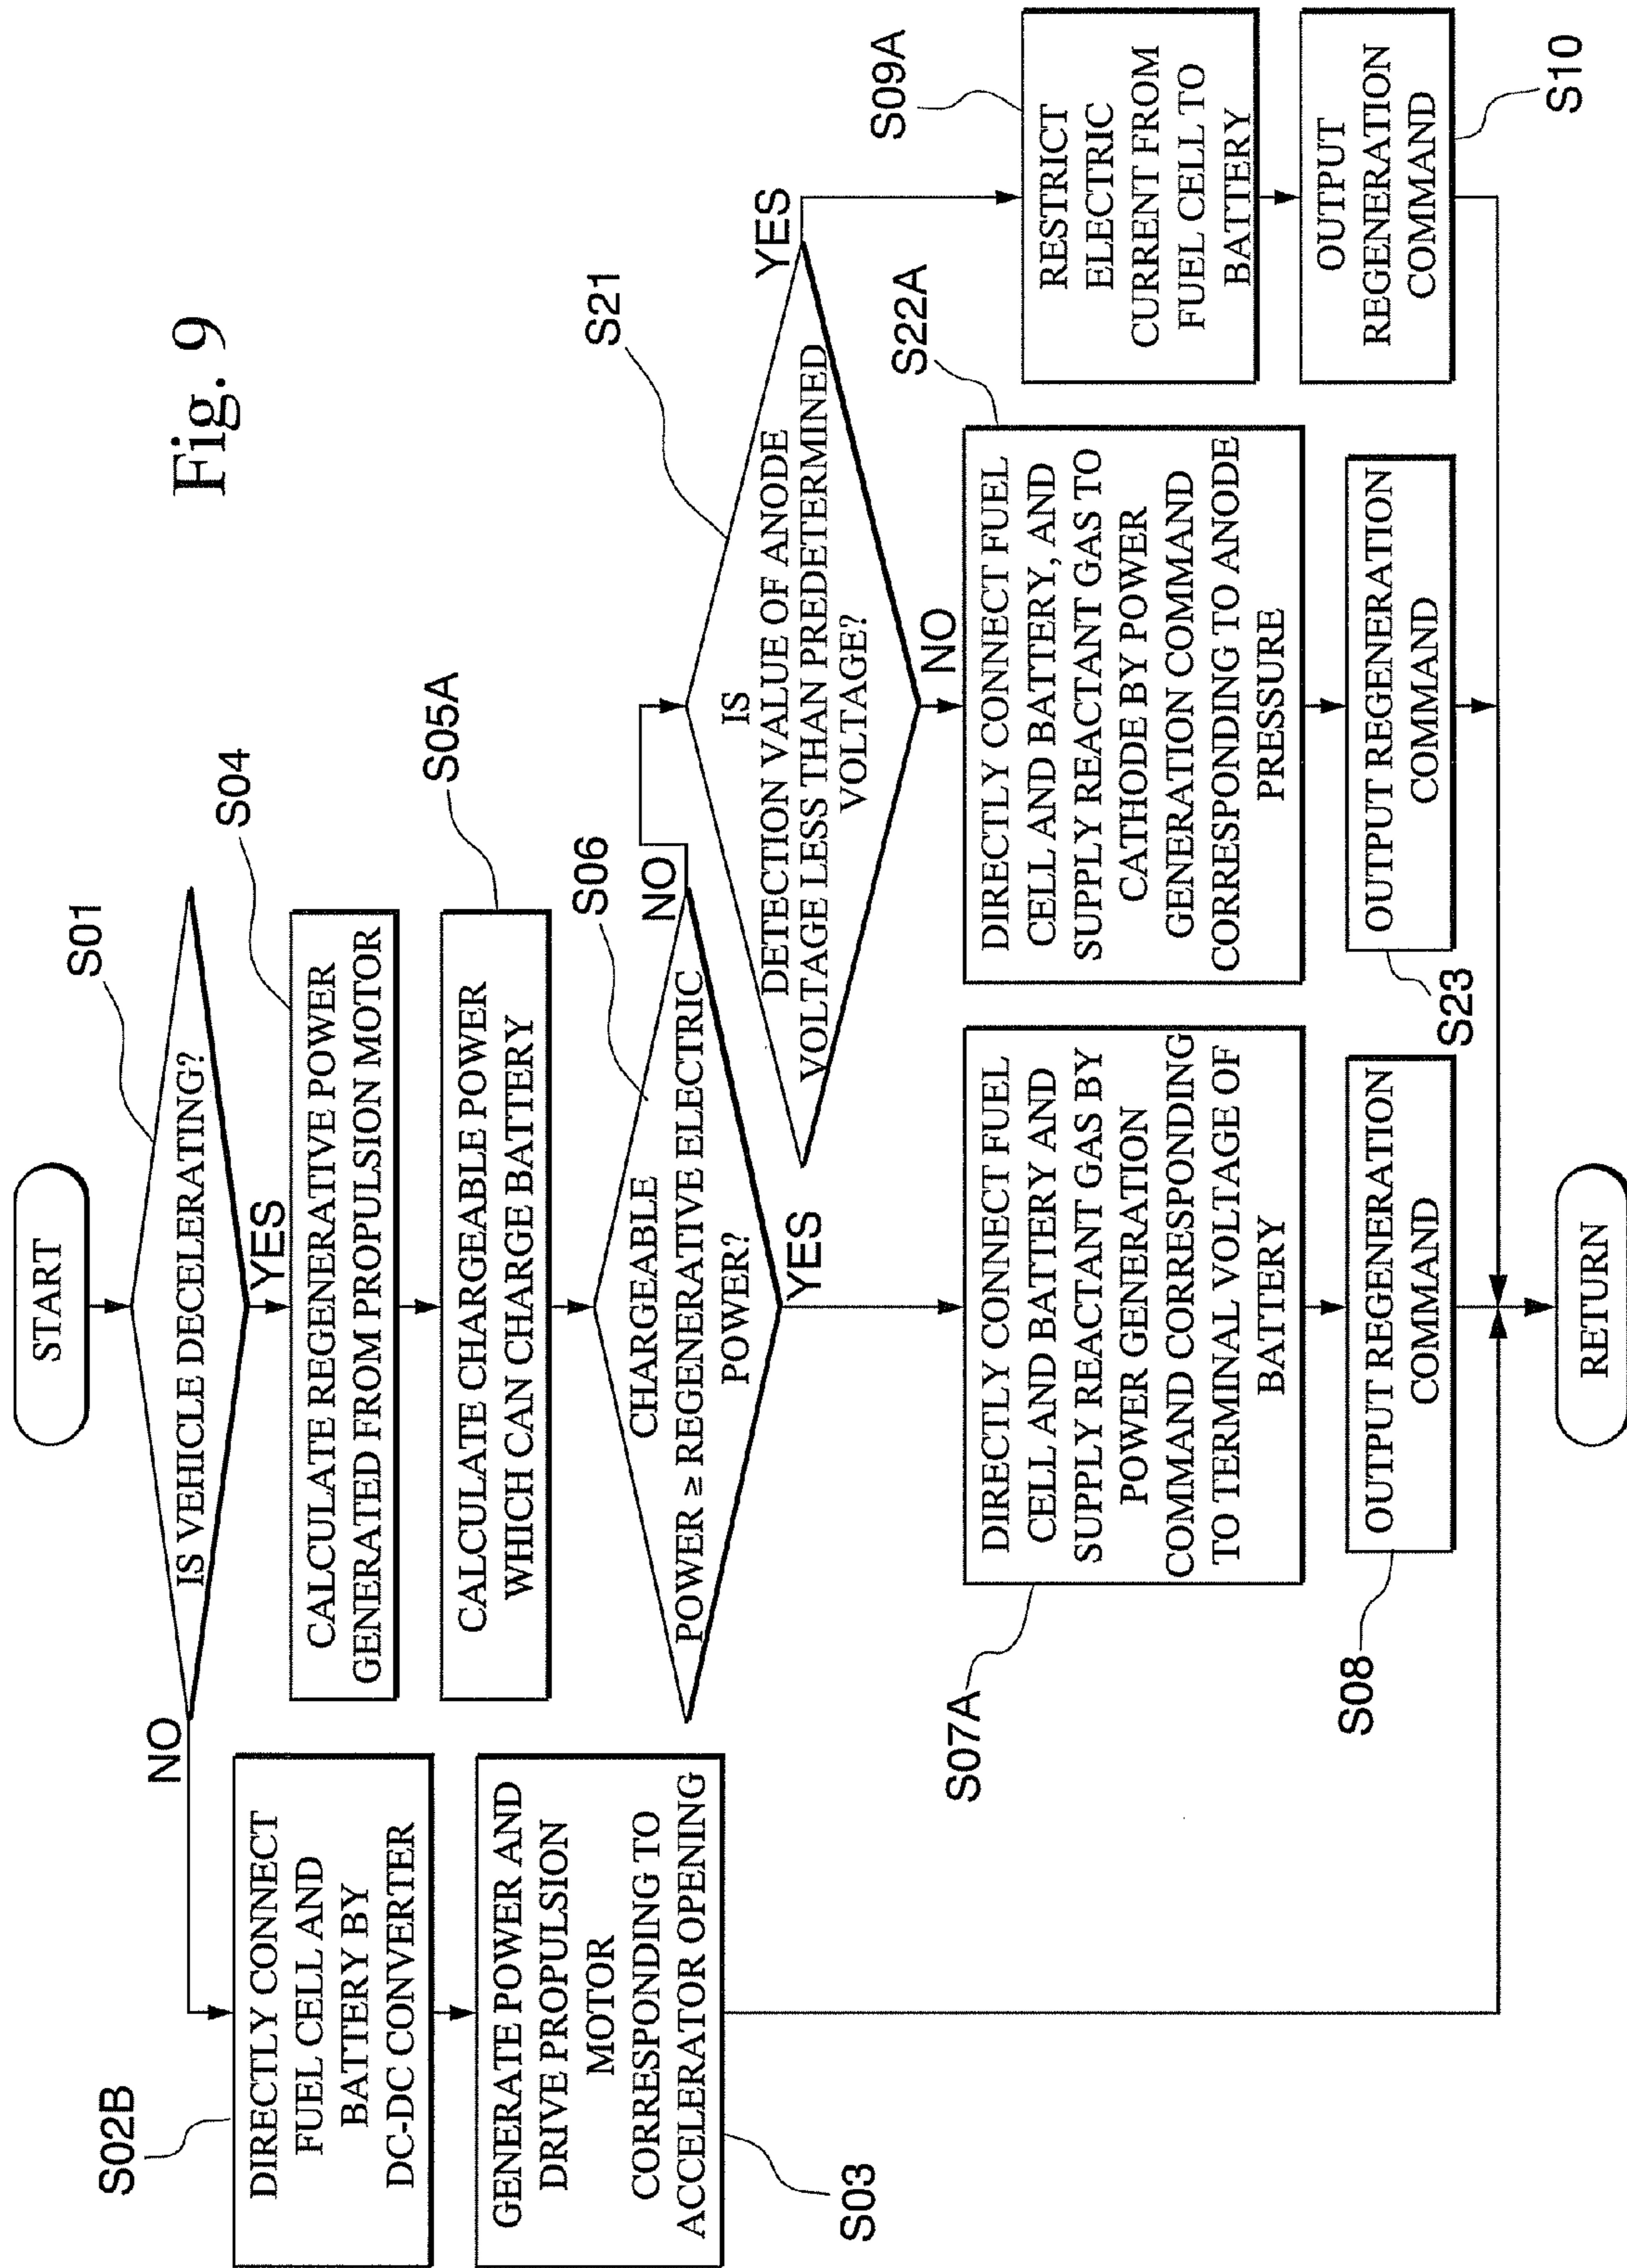 Fig. 9
START
S01
IS VEHICLE DECELERATING?
NO
YES
S02B
DIRECTLY CONNECT
FUEL CELL AND
BATTERY BY
DC-DC CONVERTER
S03
GENERATE POWER AND
DRIVE PROPULSION
MOTOR
CORRESPONDING TO
ACCELERATOR OPENING
S04
CALCULATE REGENERATIVE POWER
GENERATED FROM PROPULSION MOTOR
S05A
CALCULATE CHARGEABLE POWER
WHICH CAN CHARGE BATTERY
S06
CHARGEABLE
POWER ≥ REGENERATIVE ELECTRIC
POWER?
NO
YES
S21
IS
DETECTION VALUE OF ANODE
VOLTAGE LESS THAN PREDETERMINED
VOLTAGE?
YES
NO
S07A
DIRECTLY CONNECT FUEL
CELL AND BATTERY AND
SUPPLY REACTANT GAS BY
POWER GENERATION
COMMAND CORRESPONDING
TO TERMINAL VOLTAGE OF
BATTERY
S08
OUTPUT REGENERATION
COMMAND
S22A
DIRECTLY CONNECT FUEL
CELL AND BATTERY, AND
SUPPLY REACTANT GAS TO
CATHODE BY POWER
GENERATION COMMAND
CORRESPONDING TO ANODE
PRESSURE
S23
OUTPUT REGENERATION
COMMAND
S09A
RESTRICT
ELECTRIC
CURRENT FROM
FUEL CELL TO
BATTERY
S10
OUTPUT
REGENERATION
COMMAND
RETURN